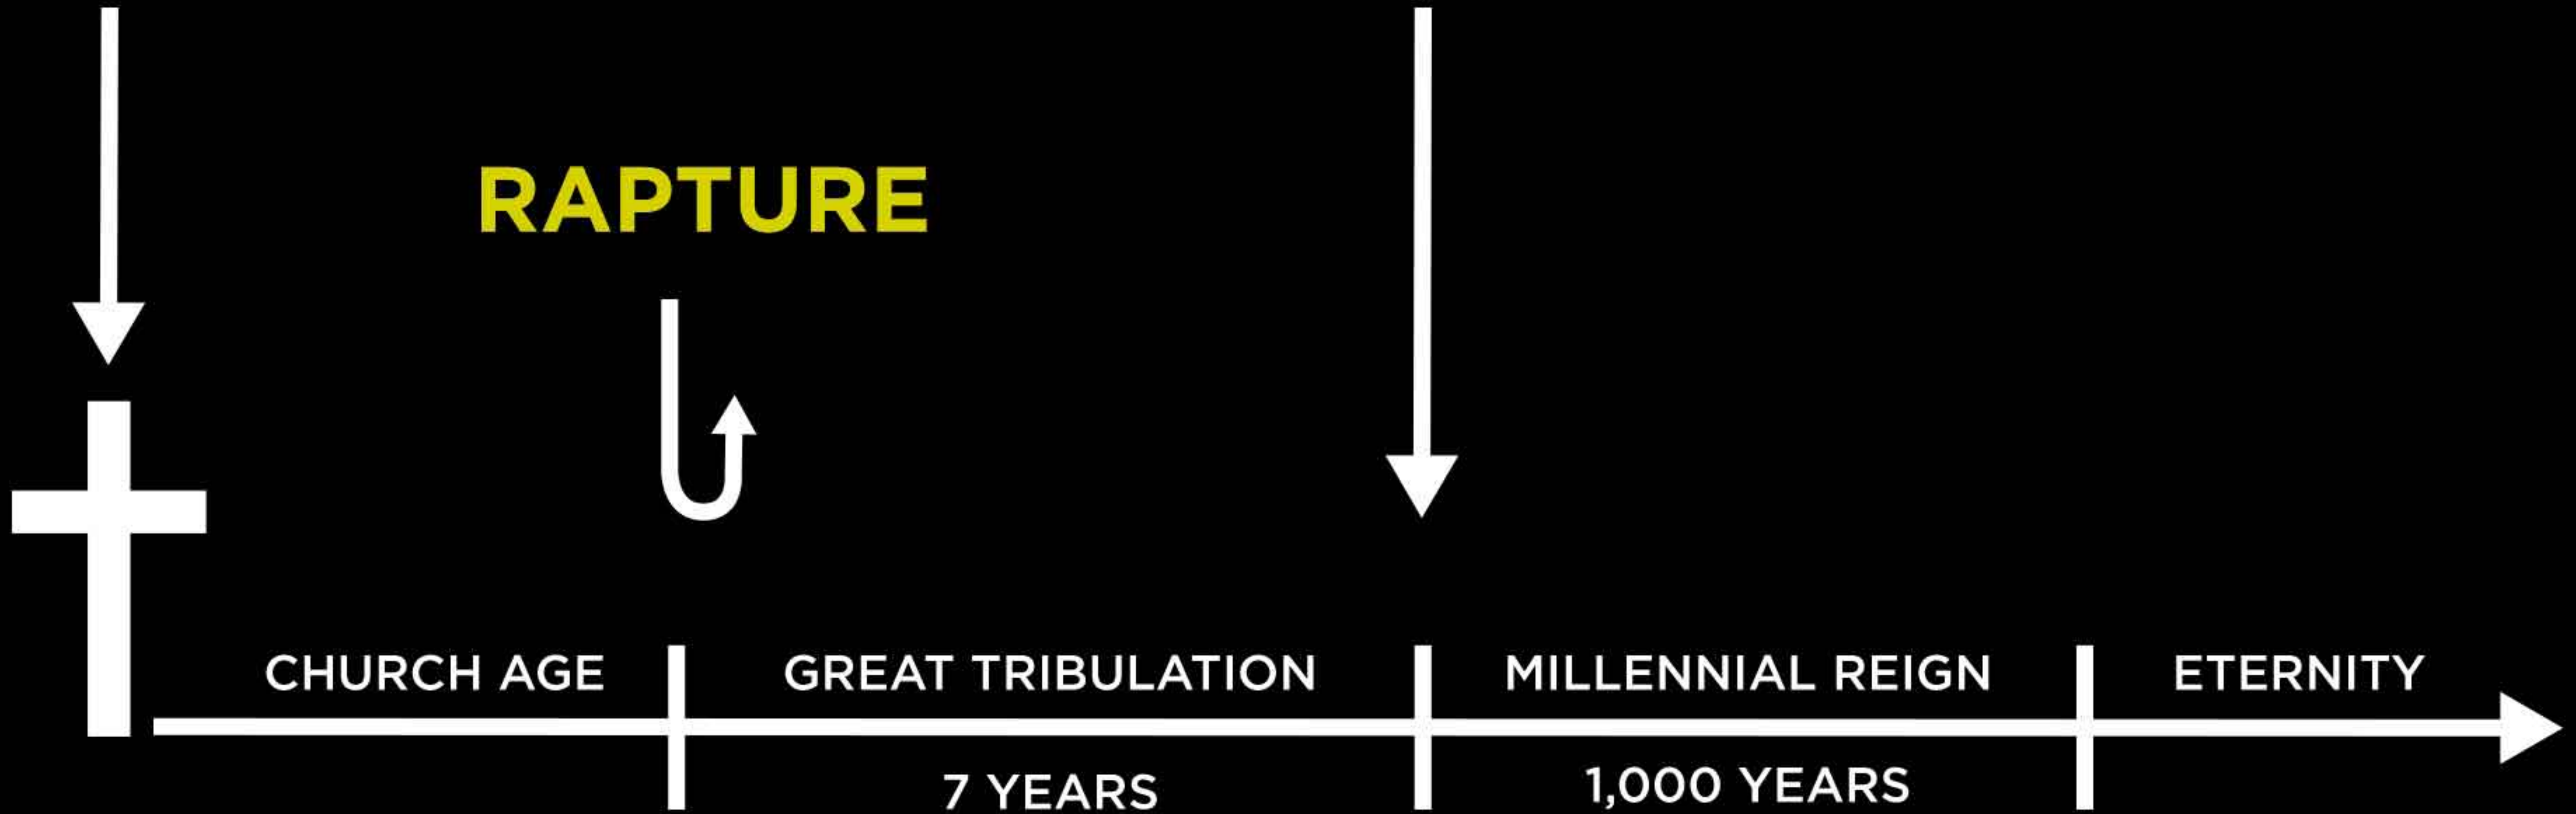 RAPTURE
CHURCH AGE
GREAT TRIBULATION
MILLENNIAL REIGN
ETERNITY
7 YEARS
1,000 YEARS